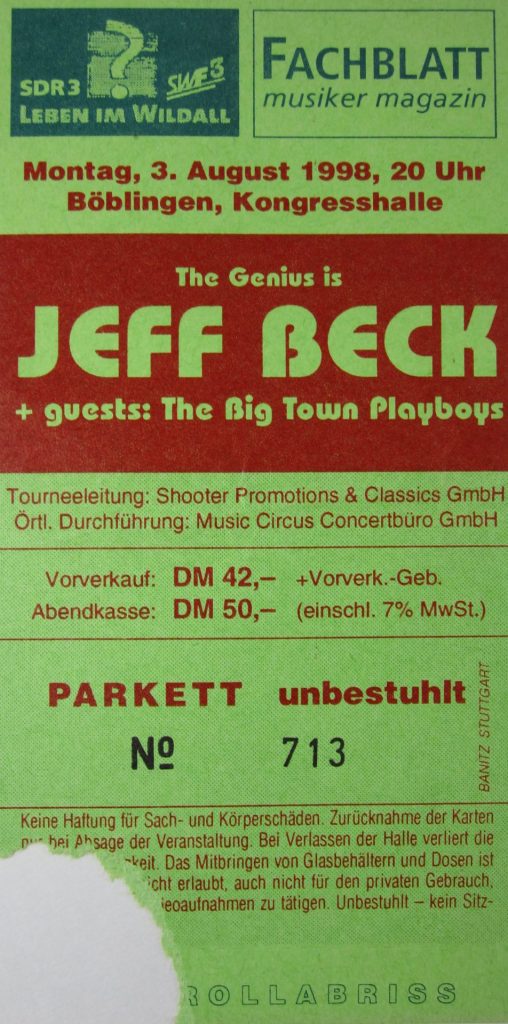 SDR3 ? SWF3
LEBEN IM WILDALL
FACHBLATT
musiker magazin
Montag, 3. August 1998, 20 Uhr
Böblingen, Kongresshalle
The Genius is
JEFF BECK
+ guests: The Big Town Playboys
Tourneeleitung: Shooter Promotions & Classics GmbH
Örtl. Durchführung: Music Circus Concertbüro GmbH
Vorverkauf: DM 42,– +Vorverk.-Geb.
Abendkasse: DM 50,– (einschl. 7% MwSt.)
PARKETT unbestuhlt
Nº 713
BANITZ STUTTGART
Keine Haftung für Sach- und Körperschäden. Zurücknahme der Karten
nur bei Absage der Veranstaltung. Bei Verlassen der Halle verliert die
keit. Das Mitbringen von Glasbehältern und Dosen ist
cht erlaubt, auch nicht für den privaten Gebrauch,
eoaufnahmen zu tätigen. Unbestuhlt – kein Sitz-
ROLLABRISS